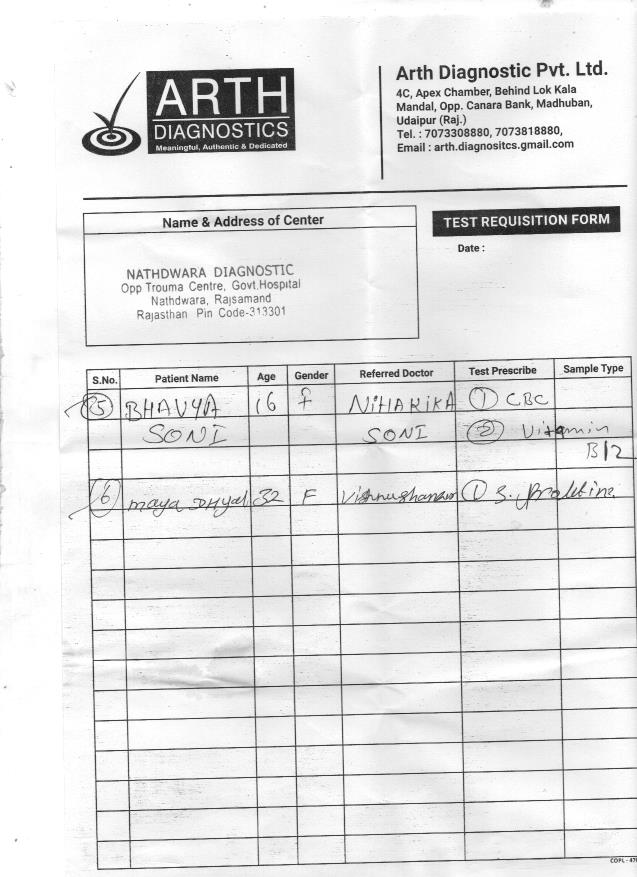 ARTH
DIAGNOSTICS
Meaningful, Authentic & Dedicated
Arth Diagnostic Pvt. Ltd.
4C, Apex Chamber, Behind Lok Kala
Mandal, Opp. Canara Bank, Madhuban,
Udaipur (Raj.)
Tel. : 7073308880, 7073818880,
Email : arth.diagnositcs.gmail.com
Name & Address of Center
TEST REQUISITION FORM
Date :
NATHDWARA DIAGNOSTIC
Opp Trouma Centre, Govt.Hospital
Nathdwara, Rajsamand
Rajasthan Pin Code-313301
S.No. Patient Name Age Gender Referred Doctor Test Prescribe Sample Type
5 BHAVYA 16 F NIHARIKA 1 CBC
SONI SONI 2 Vitamin
B12
6 maya 32 F 1 S.
COPL - 478